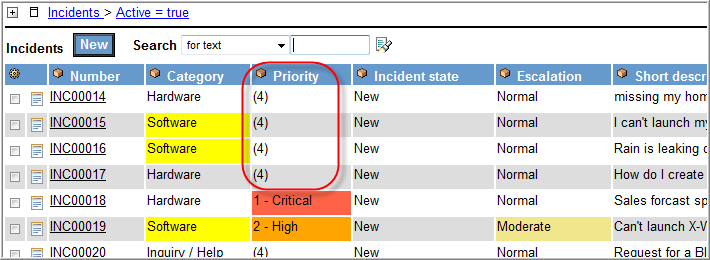 Incidents > Active = true
Incidents New Search for text
Number Category Priority Incident state Escalation Short descr
INC00014 Hardware (4) New Normal missing my hom
INC00015 Software (4) New Normal I can't launch my
INC00016 Software (4) New Normal Rain is leaking o
INC00017 Hardware (4) New Normal How do I create
INC00018 Hardware 1 - Critical New Normal Sales forcast sp
INC00019 Software 2 - High New Moderate Can't launch X-W
INC00020 Inquiry / Help (4) New Normal Request for a Bl